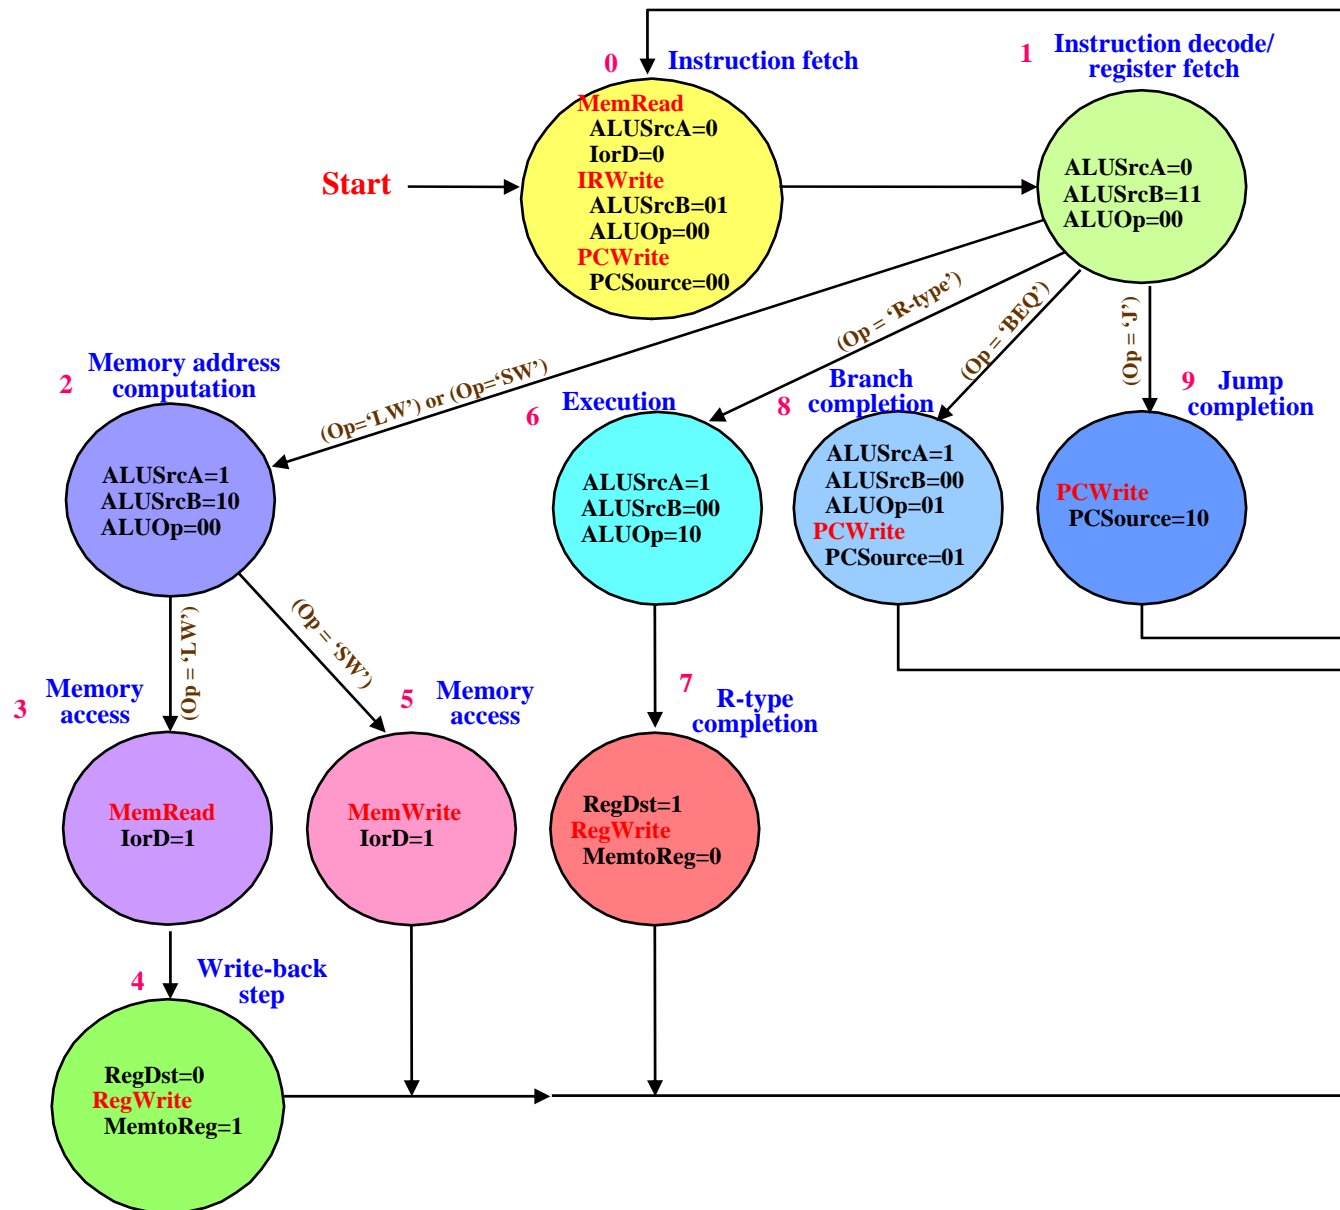 0
Instruction fetch
1
Instruction decode/
register fetch
MemRead
ALUSrcA=0
IorD=0
IRWrite
ALUSrcB=01
ALUOp=00
PCWrite
PCSource=00
Start
ALUSrcA=0
ALUSrcB=11
ALUOp=00
(Op=‘LW’) or (Op=‘SW’)
(Op = ‘R-type’)
(Op = ‘BEQ’)
(Op = ‘J’)
2
Memory address
computation
ALUSrcA=1
ALUSrcB=10
ALUOp=00
6
Execution
ALUSrcA=1
ALUSrcB=00
ALUOp=10
8
Branch
completion
ALUSrcA=1
ALUSrcB=00
ALUOp=01
PCWrite
PCSource=01
9
Jump
completion
PCWrite
PCSource=10
(Op = ‘LW’)
(Op = ‘SW’)
3
Memory
access
MemRead
IorD=1
5
Memory
access
MemWrite
IorD=1
7
R-type
completion
RegDst=1
RegWrite
MemtoReg=0
4
Write-back
step
RegDst=0
RegWrite
MemtoReg=1